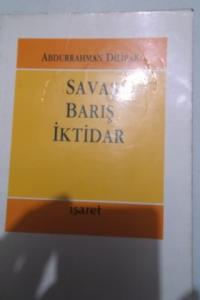 ABDURRAHMAN DİLİPAK
SAVAŞ
BARIŞ
İKTİDAR
işaret